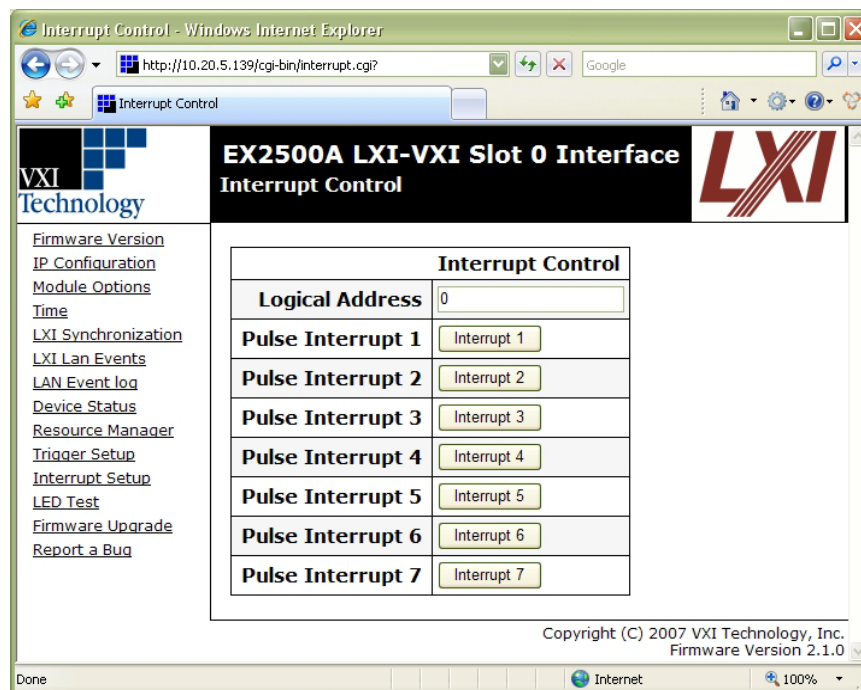 Interrupt Control - Windows Internet Explorer
http://10.20.5.139/cgi-bin/interrupt.cgi?
Google
Interrupt Control
VXI
Technology
EX2500A LXI-VXI Slot 0 Interface
Interrupt Control
LXI
Firmware Version
IP Configuration
Module Options
Time
LXI Synchronization
LXI Lan Events
LAN Event log
Device Status
Resource Manager
Trigger Setup
Interrupt Setup
LED Test
Firmware Upgrade
Report a Bug
Interrupt Control
Logical Address 0
Pulse Interrupt 1 Interrupt 1
Pulse Interrupt 2 Interrupt 2
Pulse Interrupt 3 Interrupt 3
Pulse Interrupt 4 Interrupt 4
Pulse Interrupt 5 Interrupt 5
Pulse Interrupt 6 Interrupt 6
Pulse Interrupt 7 Interrupt 7
Copyright (C) 2007 VXI Technology, Inc.
Firmware Version 2.1.0
Done Internet 100%